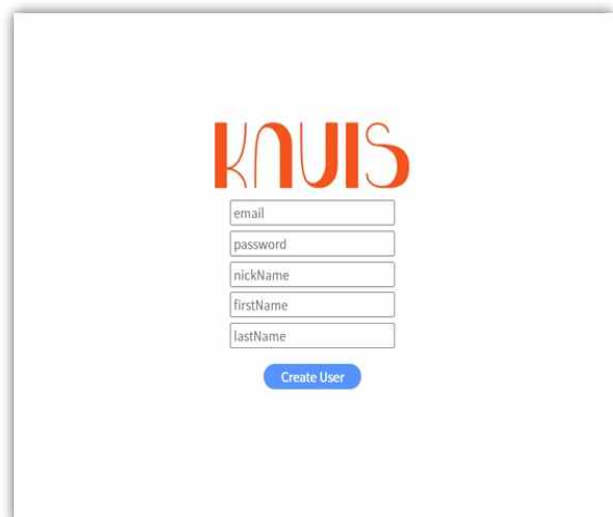 KNUIS
email
password
nickName
firstName
lastName
Create User